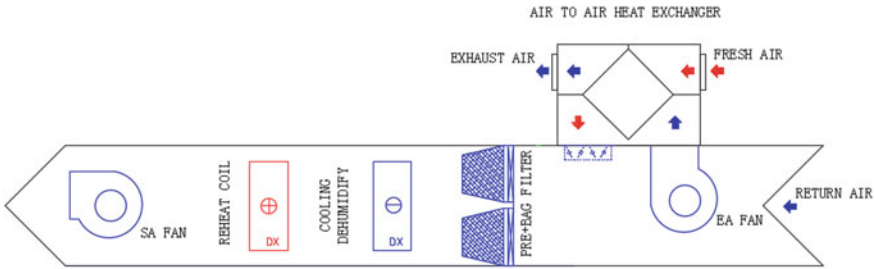 AIR TO AIR HEAT EXCHANGER
EXHAUST AIR
FRESH AIR
REHEAT COIL
DX
COOLING
DEHUMIDIFY
DX
PRE+BAG FILTER
SA FAN
EA FAN
RETURN AIR